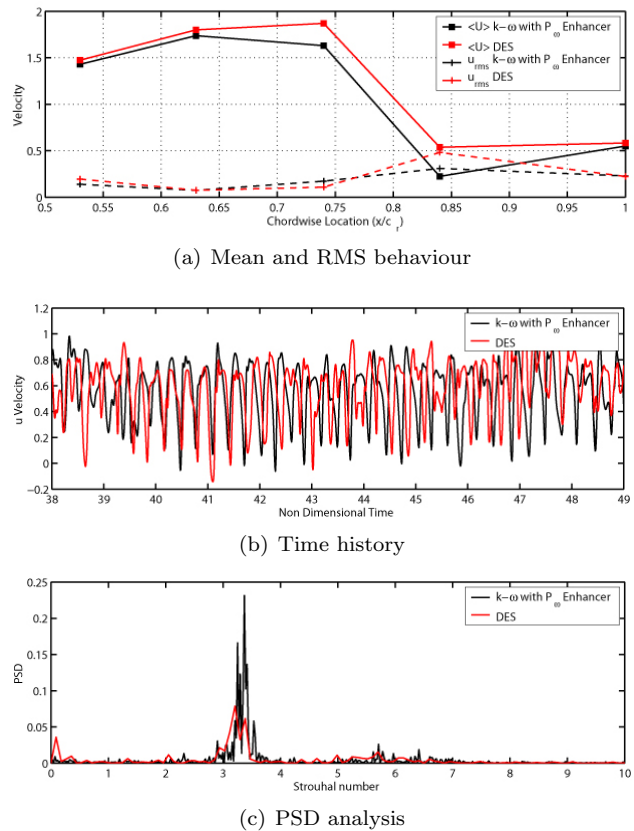 2
1.5
1
0.5
0
Velocity
<U> k−ω with P_ω Enhancer
<U> DES
u_rms k−ω with P_ω Enhancer
u_rms DES
0.5 0.55 0.6 0.65 0.7 0.75 0.8 0.85 0.9 0.95 1
Chordwise Location (x/c_r)
(a) Mean and RMS behaviour
1.2
1.0
0.8
0.6
0.4
0.2
0
−0.2
u Velocity
k−ω with P_ω Enhancer
DES
38 39 40 41 42 43 44 45 46 47 48 49
Non Dimensional Time
(b) Time history
0.25
0.2
0.15
0.1
0.05
0
PSD
k−ω with P_ω Enhancer
DES
0 1 2 3 4 5 6 7 8 9 10
Strouhal number
(c) PSD analysis